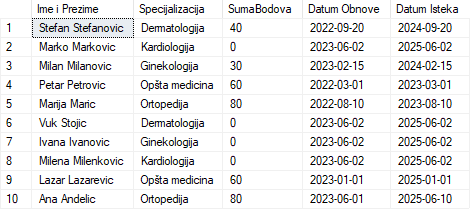 Ime i Prezime Specijalizacija SumaBodova Datum Obnove Datum Isteka
1 Stefan Stefanovic Dermatologija 40 2022-09-20 2024-09-20
2 Marko Markovic Kardiologija 0 2023-06-02 2025-06-02
3 Milan Milanovic Ginekologija 30 2023-02-15 2024-02-15
4 Petar Petrovic Opšta medicina 60 2022-03-01 2023-03-01
5 Marija Maric Ortopedija 80 2022-08-10 2023-08-10
6 Vuk Stojic Dermatologija 0 2023-06-02 2025-06-02
7 Ivana Ivanovic Ginekologija 0 2023-06-02 2025-06-02
8 Milena Milenkovic Kardiologija 0 2023-06-02 2025-06-02
9 Lazar Lazarevic Opšta medicina 60 2023-01-01 2025-01-01
10 Ana Andelic Ortopedija 80 2023-06-02 2025-06-10